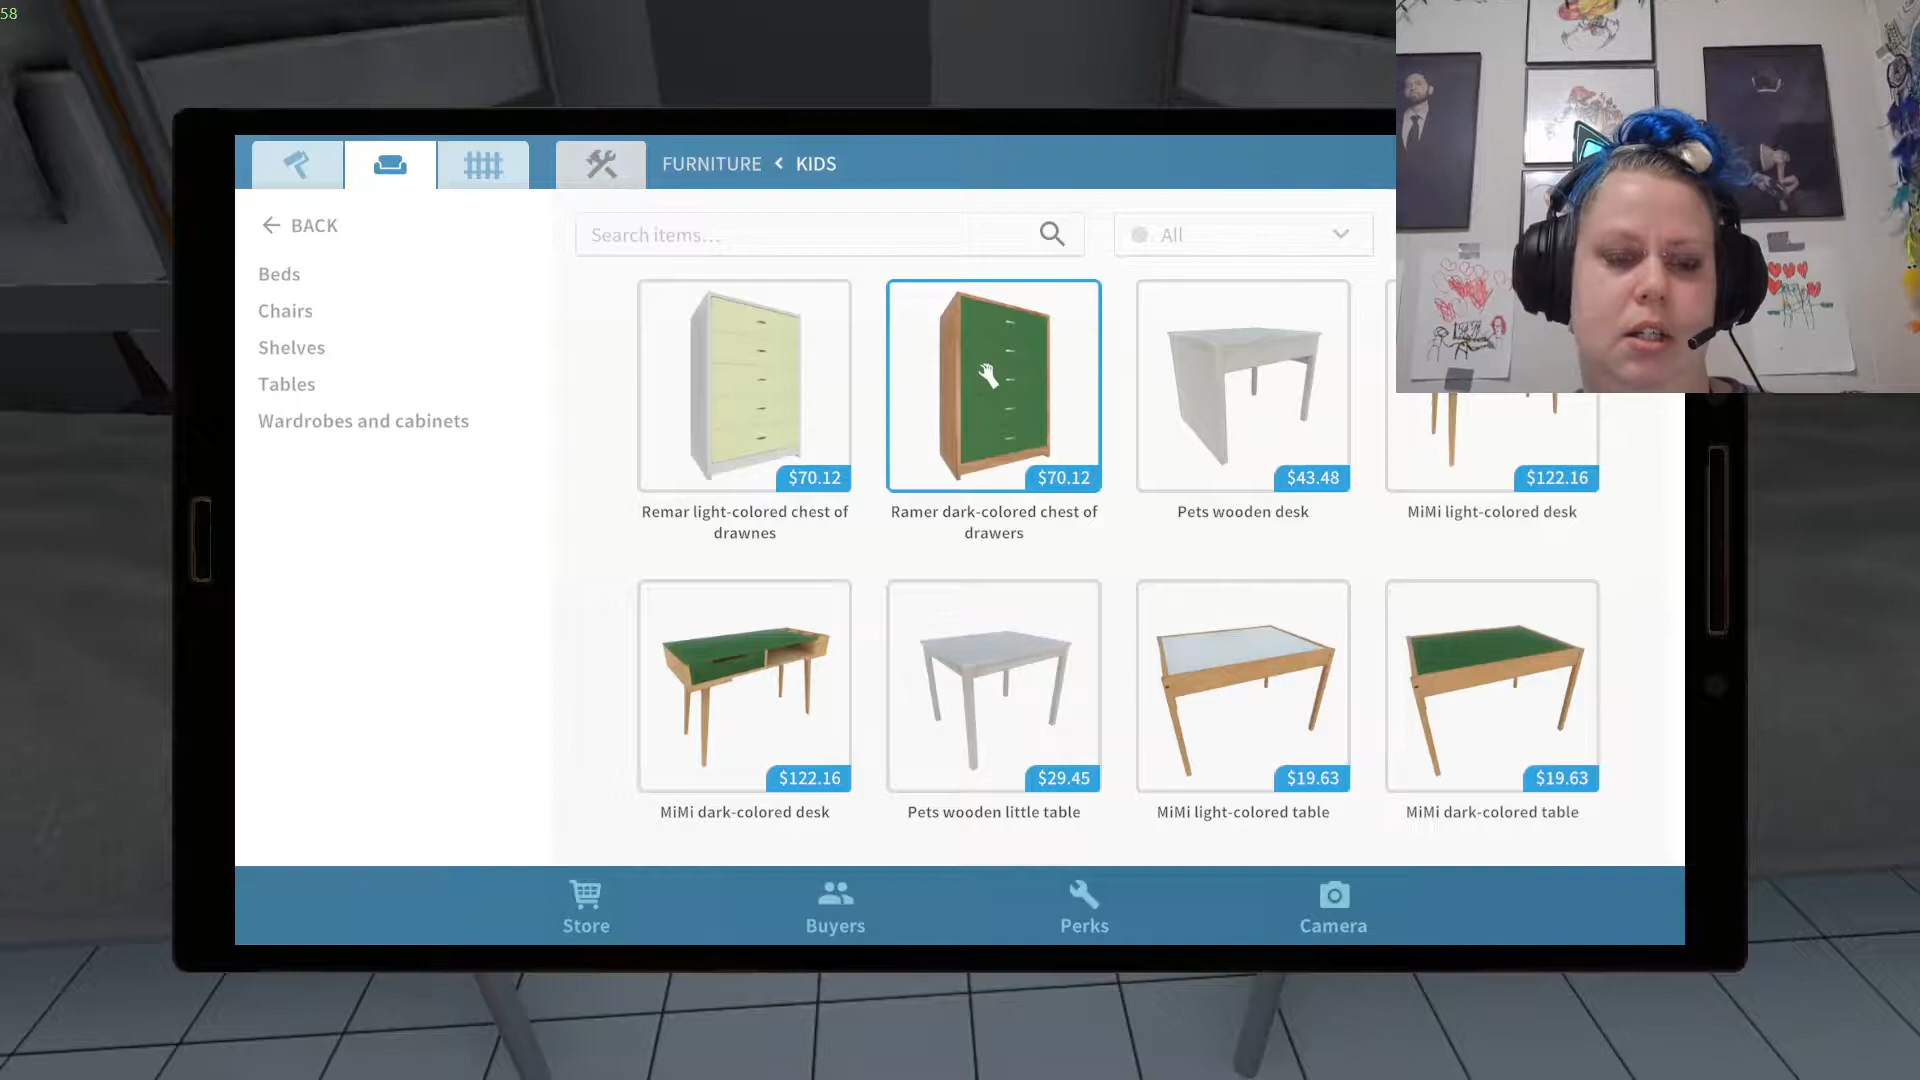 58
FURNITURE < KIDS
BACK
Search items...
All
Beds
Chairs
Shelves
Tables
Wardrobes and cabinets
$70.12
$70.12
$43.48
$122.16
Remar light-colored chest of
drawnes
Ramer dark-colored chest of
drawers
Pets wooden desk
MiMi light-colored desk
$122.16
$29.45
$19.63
$19.63
MiMi dark-colored desk
Pets wooden little table
MiMi light-colored table
MiMi dark-colored table
Store
Buyers
Perks
Camera